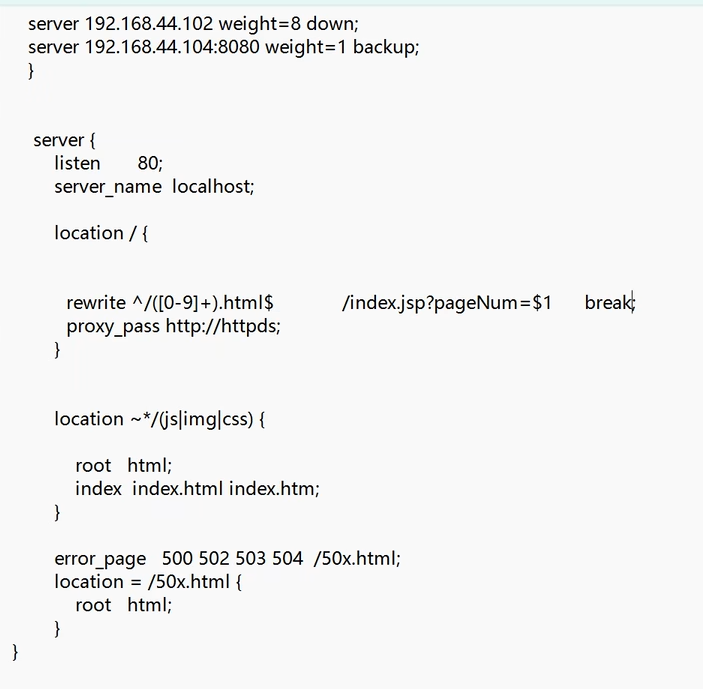 server 192.168.44.102 weight=8 down;
server 192.168.44.104:8080 weight=1 backup;
}
server {
listen 80;
server_name localhost;
location / {
rewrite ^/([0-9]+).html$ /index.jsp?pageNum=$1 break;
proxy_pass http://httpds;
}
location ~*/(js|img|css) {
root html;
index index.html index.htm;
}
error_page 500 502 503 504 /50x.html;
location = /50x.html {
root html;
}
}